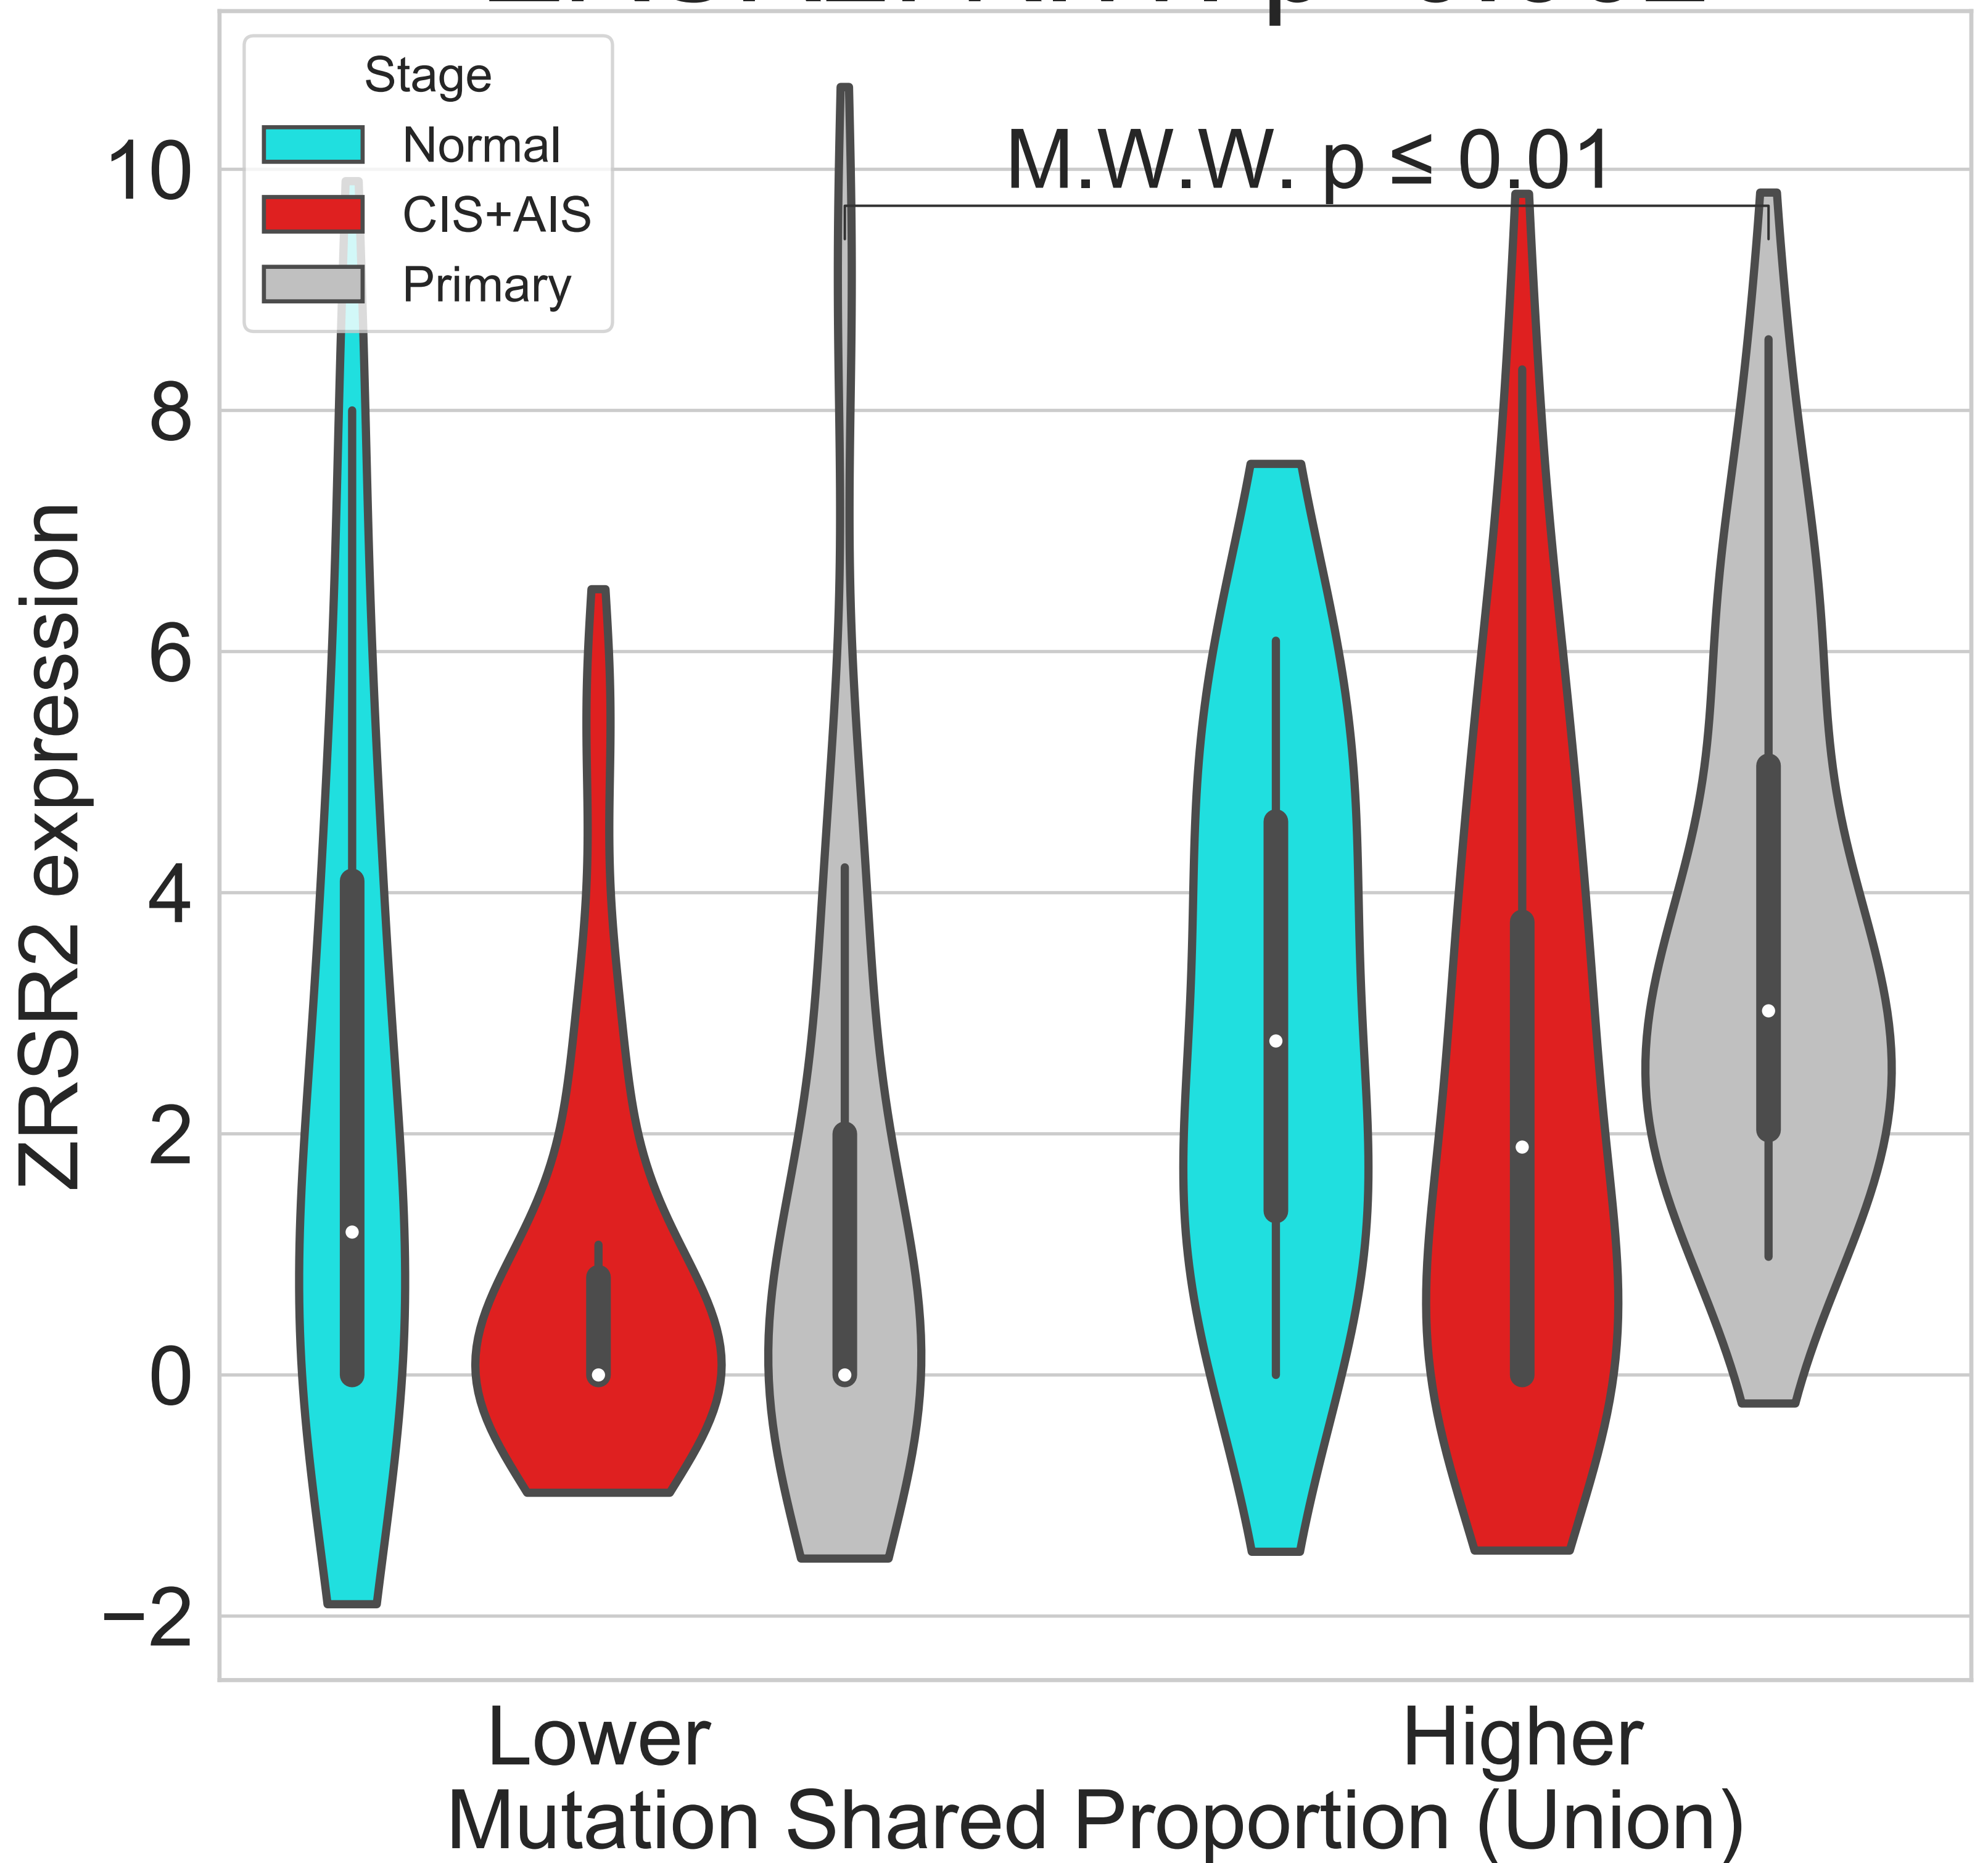 Stage
Normal
CIS+AIS
Primary
M.W.W. p ≤ 0.01
10
8
6
4
2
0
−2
ZRSR2 expression
Lower
Higher
Mutation Shared Proportion (Union)